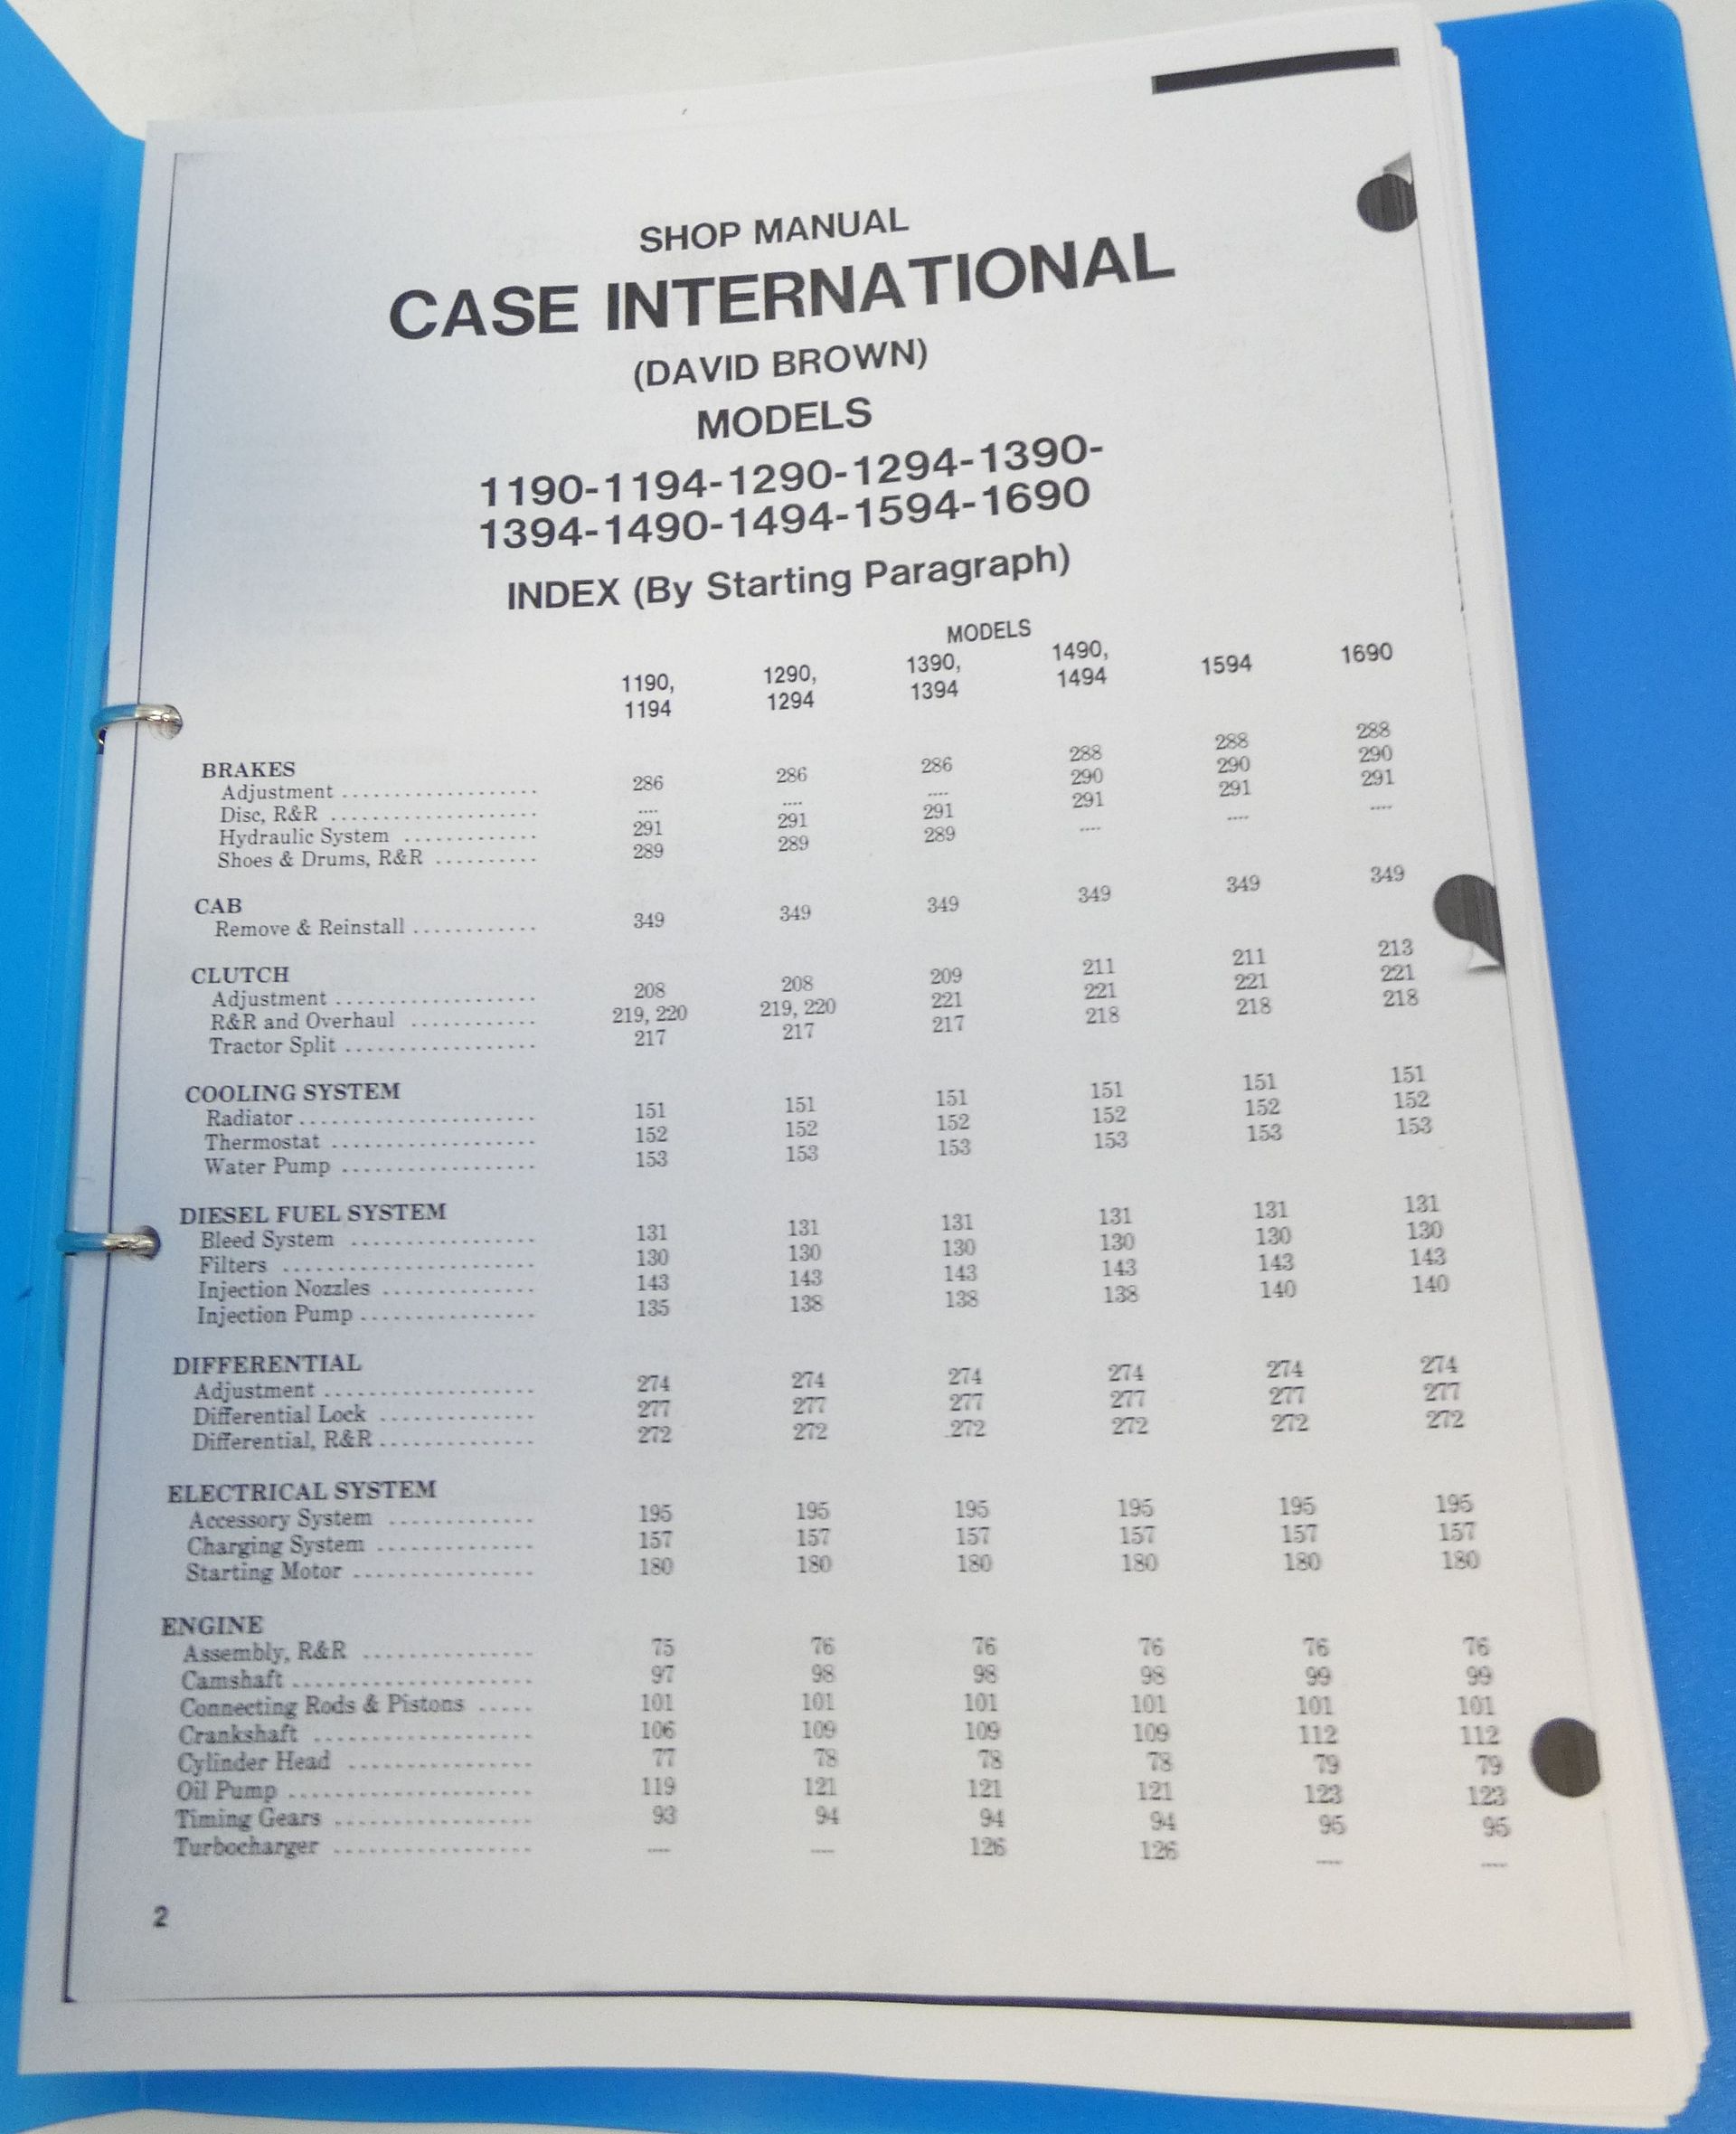 SHOP MANUAL
CASE INTERNATIONAL
(DAVID BROWN)
MODELS
1190-1194-1290-1294-1390-
1394-1490-1494-1594-1690
INDEX (By Starting Paragraph)
MODELS
1190, 1290, 1390, 1490, 1594 1690
1194 1294 1394 1494
BRAKES
Adjustment ................... 286 286 286 288 288 288
Disc, R&R .................... .... .... .... 290 290 290
Hydraulic System ............. 291 291 291 291 291 291
Shoes & Drums, R&R .......... 289 289 289 .... .... ....
CAB
Remove & Reinstall ............ 349 349 349 349 349 349
CLUTCH
Adjustment ................... 208 208 209 211 211 213
R&R and Overhaul ............ 219, 220 219, 220 221 221 221 221
Tractor Split .................. 217 217 217 218 218 218
COOLING SYSTEM
Radiator ....................... 151 151 151 151 151 151
Thermostat ................... 152 152 152 152 152 152
Water Pump .................. 153 153 153 153 153 153
DIESEL FUEL SYSTEM
Bleed System ................. 131 131 131 131 131 131
Filters ....................... 130 130 130 130 130 130
Injection Nozzles .............. 143 143 143 143 143 143
Injection Pump ................ 135 138 138 138 140 140
DIFFERENTIAL
Adjustment ................... 274 274 274 274 274 274
Differential Lock .............. 277 277 277 277 277 277
Differential, R&R .............. 272 272 272 272 272 272
ELECTRICAL SYSTEM
Accessory System ............. 195 195 195 195 195 195
Charging System .............. 157 157 157 157 157 157
Starting Motor ................ 180 180 180 180 180 180
ENGINE
Assembly, R&R ............... 75 76 76 76 76 76
Camshaft ...................... 97 98 98 98 99 99
Connecting Rods & Pistons ..... 101 101 101 101 101 101
Crankshaft .................... 106 109 109 109 112 112
Cylinder Head ................. 77 78 78 78 79 79
Oil Pump ...................... 119 121 121 121 123 123
Timing Gears .................. 93 94 94 94 95 95
Turbocharger .................. .... .... 126 126 .... ....
2